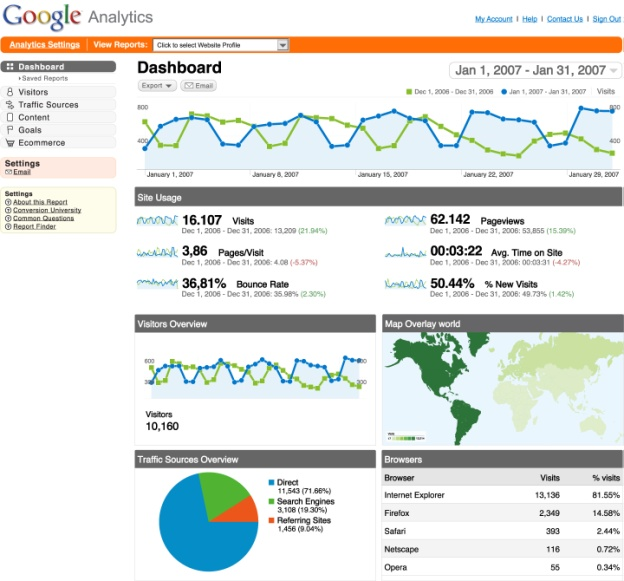 Google Analytics
My Account | Help | Contact Us | Sign Out
Analytics Settings | View Reports: Click to select Website Profile
Dashboard
Saved Reports
Visitors
Traffic Sources
Content
Goals
Ecommerce
Settings
Email
Settings
About this Report
Conversion University
Common Questions
Report Finder
Dashboard
Jan 1, 2007 - Jan 31, 2007
Export Email
Dec 1, 2006 - Dec 31, 2006 Jan 1, 2007 - Jan 31, 2007 Visits
800 800
400 400
January 1, 2007 January 8, 2007 January 15, 2007 January 22, 2007 January 29, 2007
Site Usage
16.107 Visits
Dec 1, 2006 - Dec 31, 2006: 13,209 (21.94%)
62.142 Pageviews
Dec 1, 2006 - Dec 31, 2006: 53,855 (15.39%)
3,86 Pages/Visit
Dec 1, 2006 - Dec 31, 2006: 4.08 (-5.37%)
00:03:22 Avg. Time on Site
Dec 1, 2006 - Dec 31, 2006: 00:03:31 (-4.27%)
36,81% Bounce Rate
Dec 1, 2006 - Dec 31, 2006: 35.98% (2.30%)
50.44% % New Visits
Dec 1, 2006 - Dec 31, 2006: 49.73% (1.42%)
Visitors Overview
600 600
300 300
Visitors
10,160
Map Overlay world
Traffic Sources Overview
Direct
11,543 (71.66%)
Search Engines
3,108 (19.30%)
Referring Sites
1,456 (9.04%)
Browsers
Browser Visits % visits
Internet Explorer 13,136 81.55%
Firefox 2,349 14.58%
Safari 393 2.44%
Netscape 116 0.72%
Opera 55 0.34%